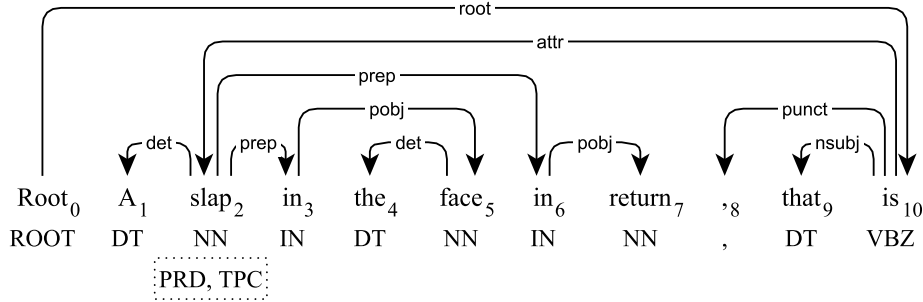 root
attr
prep
pobj punct
det prep det pobj nsubj
Root0 A1 slap2 in3 the4 face5 in6 return7 ,8 that9 is10
ROOT DT NN IN DT NN IN NN , DT VBZ
PRD, TPC